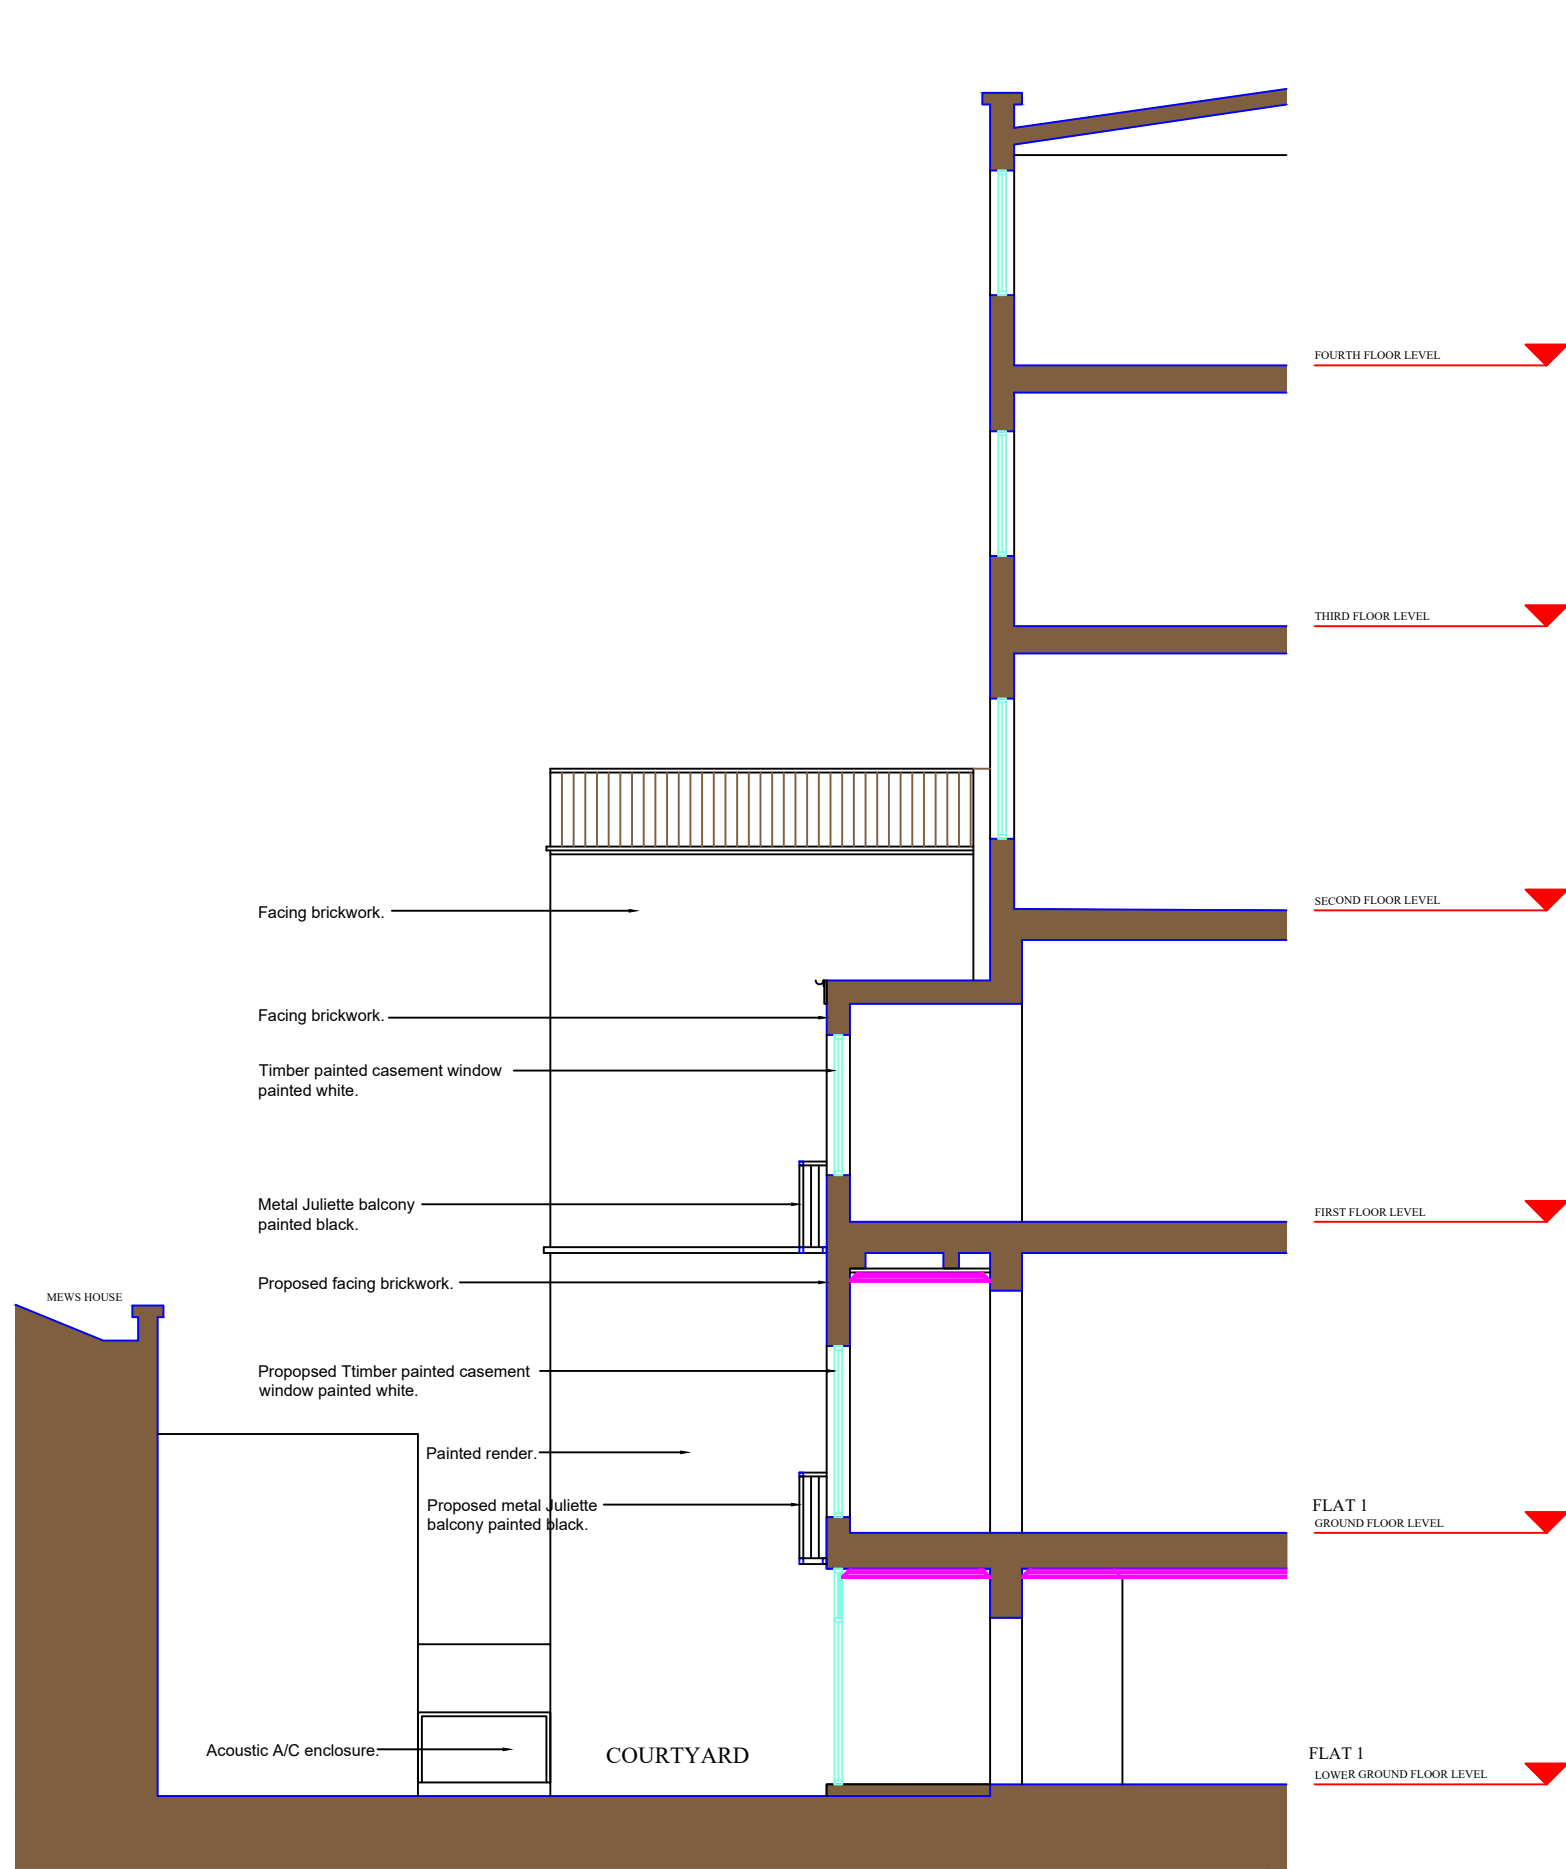 FOURTH FLOOR LEVEL
THIRD FLOOR LEVEL
SECOND FLOOR LEVEL
Facing brickwork.
Facing brickwork.
Timber painted casement window
painted white.
Metal Juliette balcony
painted black.
FIRST FLOOR LEVEL
Proposed facing brickwork.
MEWS HOUSE
Propopsed Ttimber painted casement
window painted white.
Painted render.
Proposed metal Juliette
balcony painted black.
FLAT 1
GROUND FLOOR LEVEL
Acoustic A/C enclosure.
COURTYARD
FLAT 1
LOWER GROUND FLOOR LEVEL